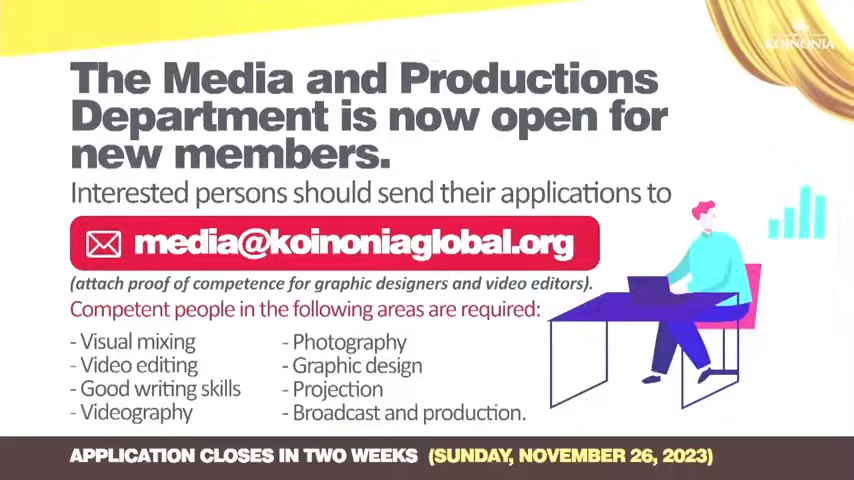 KOINONIA
The Media and Productions
Department is now open for
new members.
Interested persons should send their applications to
media@koinoniaglobal.org
(attach proof of competence for graphic designers and video editors).
Competent people in the following areas are required:
- Visual mixing
- Video editing
- Good writing skills
- Videography
- Photography
- Graphic design
- Projection
- Broadcast and production.
APPLICATION CLOSES IN TWO WEEKS (SUNDAY, NOVEMBER 26, 2023)